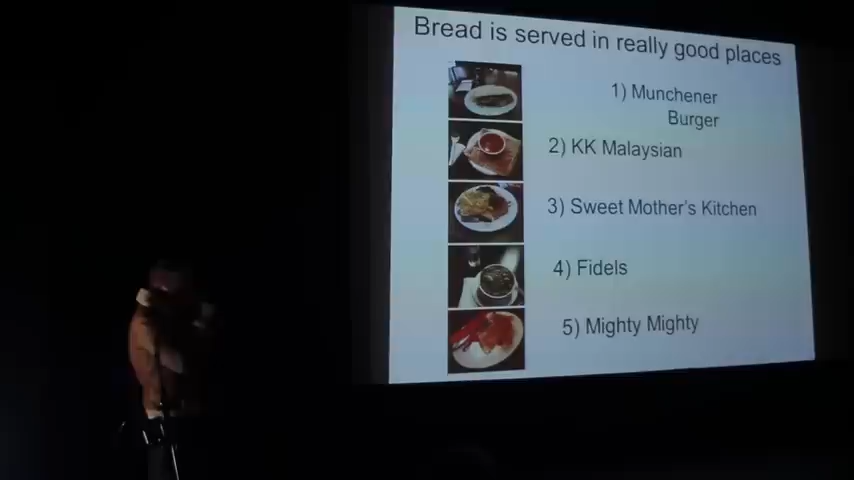 Bread is served in really good places
1) Munchener
Burger
2) KK Malaysian
3) Sweet Mother's Kitchen
4) Fidels
5) Mighty Mighty